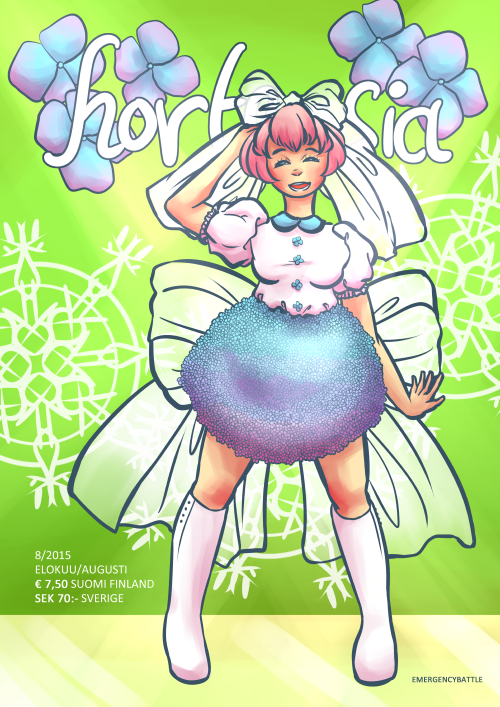 hort sia
8/2015
ELOKUU/AUGUSTI
€ 7,50 SUOMI FINLAND
SEK 70:- SVERIGE
EMERGENCYBATTLE